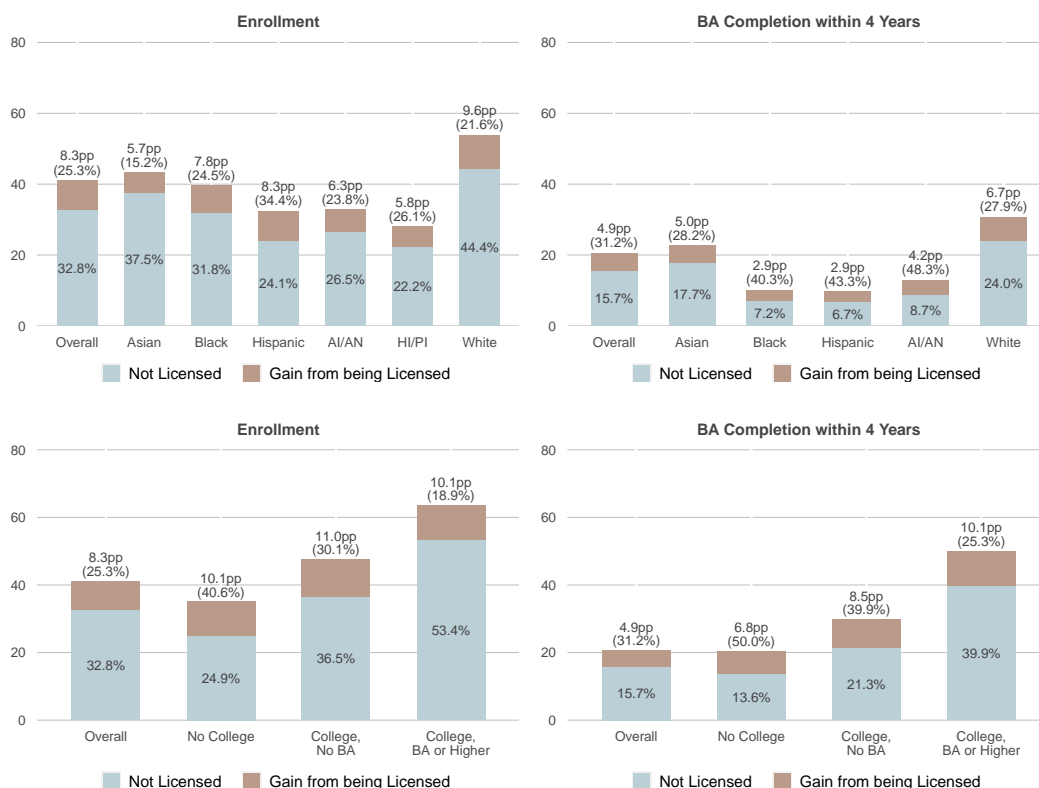 Enrollment
80
60
40
20
0
8.3pp
(25.3%)
32.8%
Overall
5.7pp
(15.2%)
37.5%
Asian
7.8pp
(24.5%)
31.8%
Black
8.3pp
(34.4%)
24.1%
Hispanic
6.3pp
(23.8%)
26.5%
AI/AN
5.8pp
(26.1%)
22.2%
HI/PI
9.6pp
(21.6%)
44.4%
White
Not Licensed
Gain from being Licensed
BA Completion within 4 Years
80
60
40
20
0
4.9pp
(31.2%)
15.7%
Overall
5.0pp
(28.2%)
17.7%
Asian
2.9pp
(40.3%)
7.2%
Black
2.9pp
(43.3%)
6.7%
Hispanic
4.2pp
(48.3%)
8.7%
AI/AN
6.7pp
(27.9%)
24.0%
White
Not Licensed
Gain from being Licensed
Enrollment
80
60
40
20
0
8.3pp
(25.3%)
32.8%
Overall
10.1pp
(40.6%)
24.9%
No College
11.0pp
(30.1%)
36.5%
College,
No BA
10.1pp
(18.9%)
53.4%
College,
BA or Higher
Not Licensed
Gain from being Licensed
BA Completion within 4 Years
80
60
40
20
0
4.9pp
(31.2%)
15.7%
Overall
6.8pp
(50.0%)
13.6%
No College
8.5pp
(39.9%)
21.3%
College,
No BA
10.1pp
(25.3%)
39.9%
College,
BA or Higher
Not Licensed
Gain from being Licensed